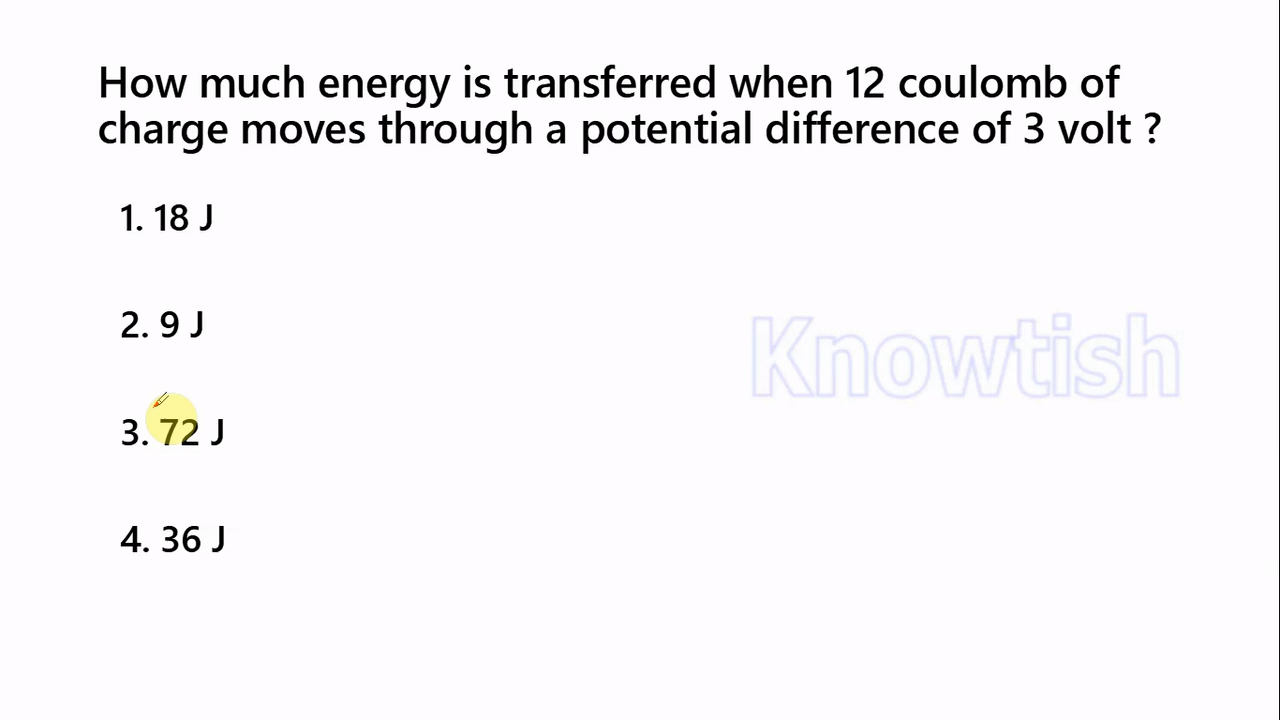 How much energy is transferred when 12 coulomb of
charge moves through a potential difference of 3 volt ?
1. 18 J
2. 9 J
Knowtish
3. 72 J
4. 36 J